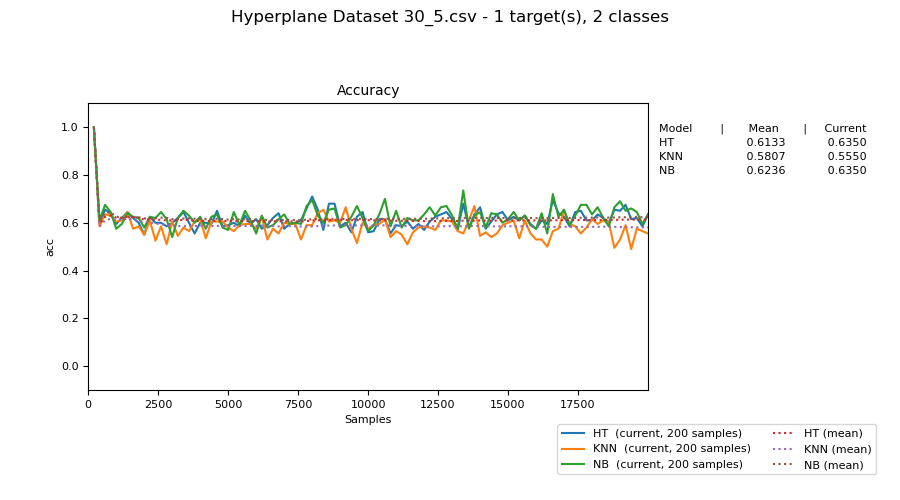 Hyperplane Dataset 30_5.csv - 1 target(s), 2 classes
Accuracy
1.0
0.8
0.6
0.4
0.2
0.0
acc
0 2500 5000 7500 10000 12500 15000 17500
Samples
Model | Mean | Current
HT 0.6133 0.6350
KNN 0.5807 0.5550
NB 0.6236 0.6350
HT (current, 200 samples) HT (mean)
KNN (current, 200 samples) KNN (mean)
NB (current, 200 samples) NB (mean)